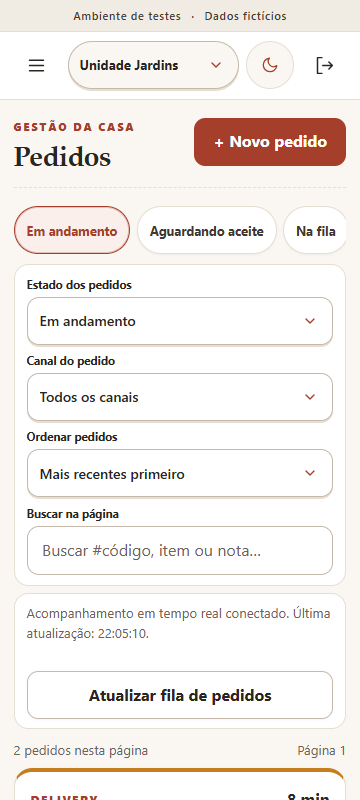 Ambiente de testes · Dados fictícios
Unidade Jardins
GESTÃO DA CASA
Pedidos
+ Novo pedido
Em andamento
Aguardando aceite
Na fila
Estado dos pedidos
Em andamento
Canal do pedido
Todos os canais
Ordenar pedidos
Mais recentes primeiro
Buscar na página
Buscar #código, item ou nota...
Acompanhamento em tempo real conectado. Última
atualização: 22:05:10.
Atualizar fila de pedidos
2 pedidos nesta página
Página 1
DELIVERY
8 min